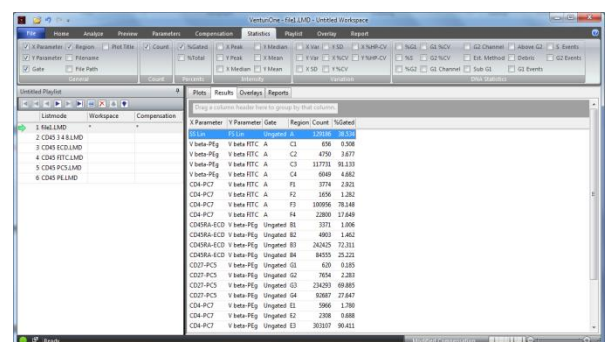 VenturiOne - file1.LMD - Untitled Workspace
File Home Analyze Preview Parameters Compensation Statistics Playlist Overlay Report
X Parameter Region Plot Title Count %Gated X Peak X Median X Var Y SD X %HP-CV %G1 G1 %CV G2 Channel Above G2 S Events
Y Parameter Filename %Total Y Peak X Mean Y Var X %CV Y %HP-CV %S G2 %CV Est. Method Debris G2 Events
Gate File Path X Median Y Mean X SD Y %CV %G2 G1 Channel Sub G1 G1 Events
General Count Percents Intensity Variation DNA Statistics
Untitled Playlist
Plots Results Overlays Reports
Drag a column header here to group by that column.
Listmode Workspace Compensation
1 file1.LMD * *
2 CD45 3 4 8.LMD
3 CD45 ECD.LMD
4 CD45 FITC.LMD
5 CD45 PC5.LMD
6 CD45 PE.LMD
X Parameter Y Parameter Gate Region Count %Gated
SS Lin FS Lin Ungated A 129186 38.534
V beta-PEg V beta FITC A C1 656 0.508
V beta-PEg V beta FITC A C2 4750 3.677
V beta-PEg V beta FITC A C3 117731 91.133
V beta-PEg V beta FITC A C4 6049 4.682
CD4-PC7 V beta FITC A F1 3774 2.921
CD4-PC7 V beta FITC A F2 1656 1.282
CD4-PC7 V beta FITC A F3 100956 78.148
CD4-PC7 V beta FITC A F4 22800 17.649
CD45RA-ECD V beta-PEg Ungated B1 3371 1.006
CD45RA-ECD V beta-PEg Ungated B2 4903 1.462
CD45RA-ECD V beta-PEg Ungated B3 242425 72.311
CD45RA-ECD V beta-PEg Ungated B4 84555 25.221
CD27-PC5 V beta-PEg Ungated G1 620 0.185
CD27-PC5 V beta-PEg Ungated G2 7654 2.283
CD27-PC5 V beta-PEg Ungated G3 234293 69.885
CD27-PC5 V beta-PEg Ungated G4 92687 27.647
CD4-PC7 V beta-PEg Ungated E1 5966 1.780
CD4-PC7 V beta-PEg Ungated E2 2308 0.688
CD4-PC7 V beta-PEg Ungated E3 303107 90.411
Ready
Modified Compensation